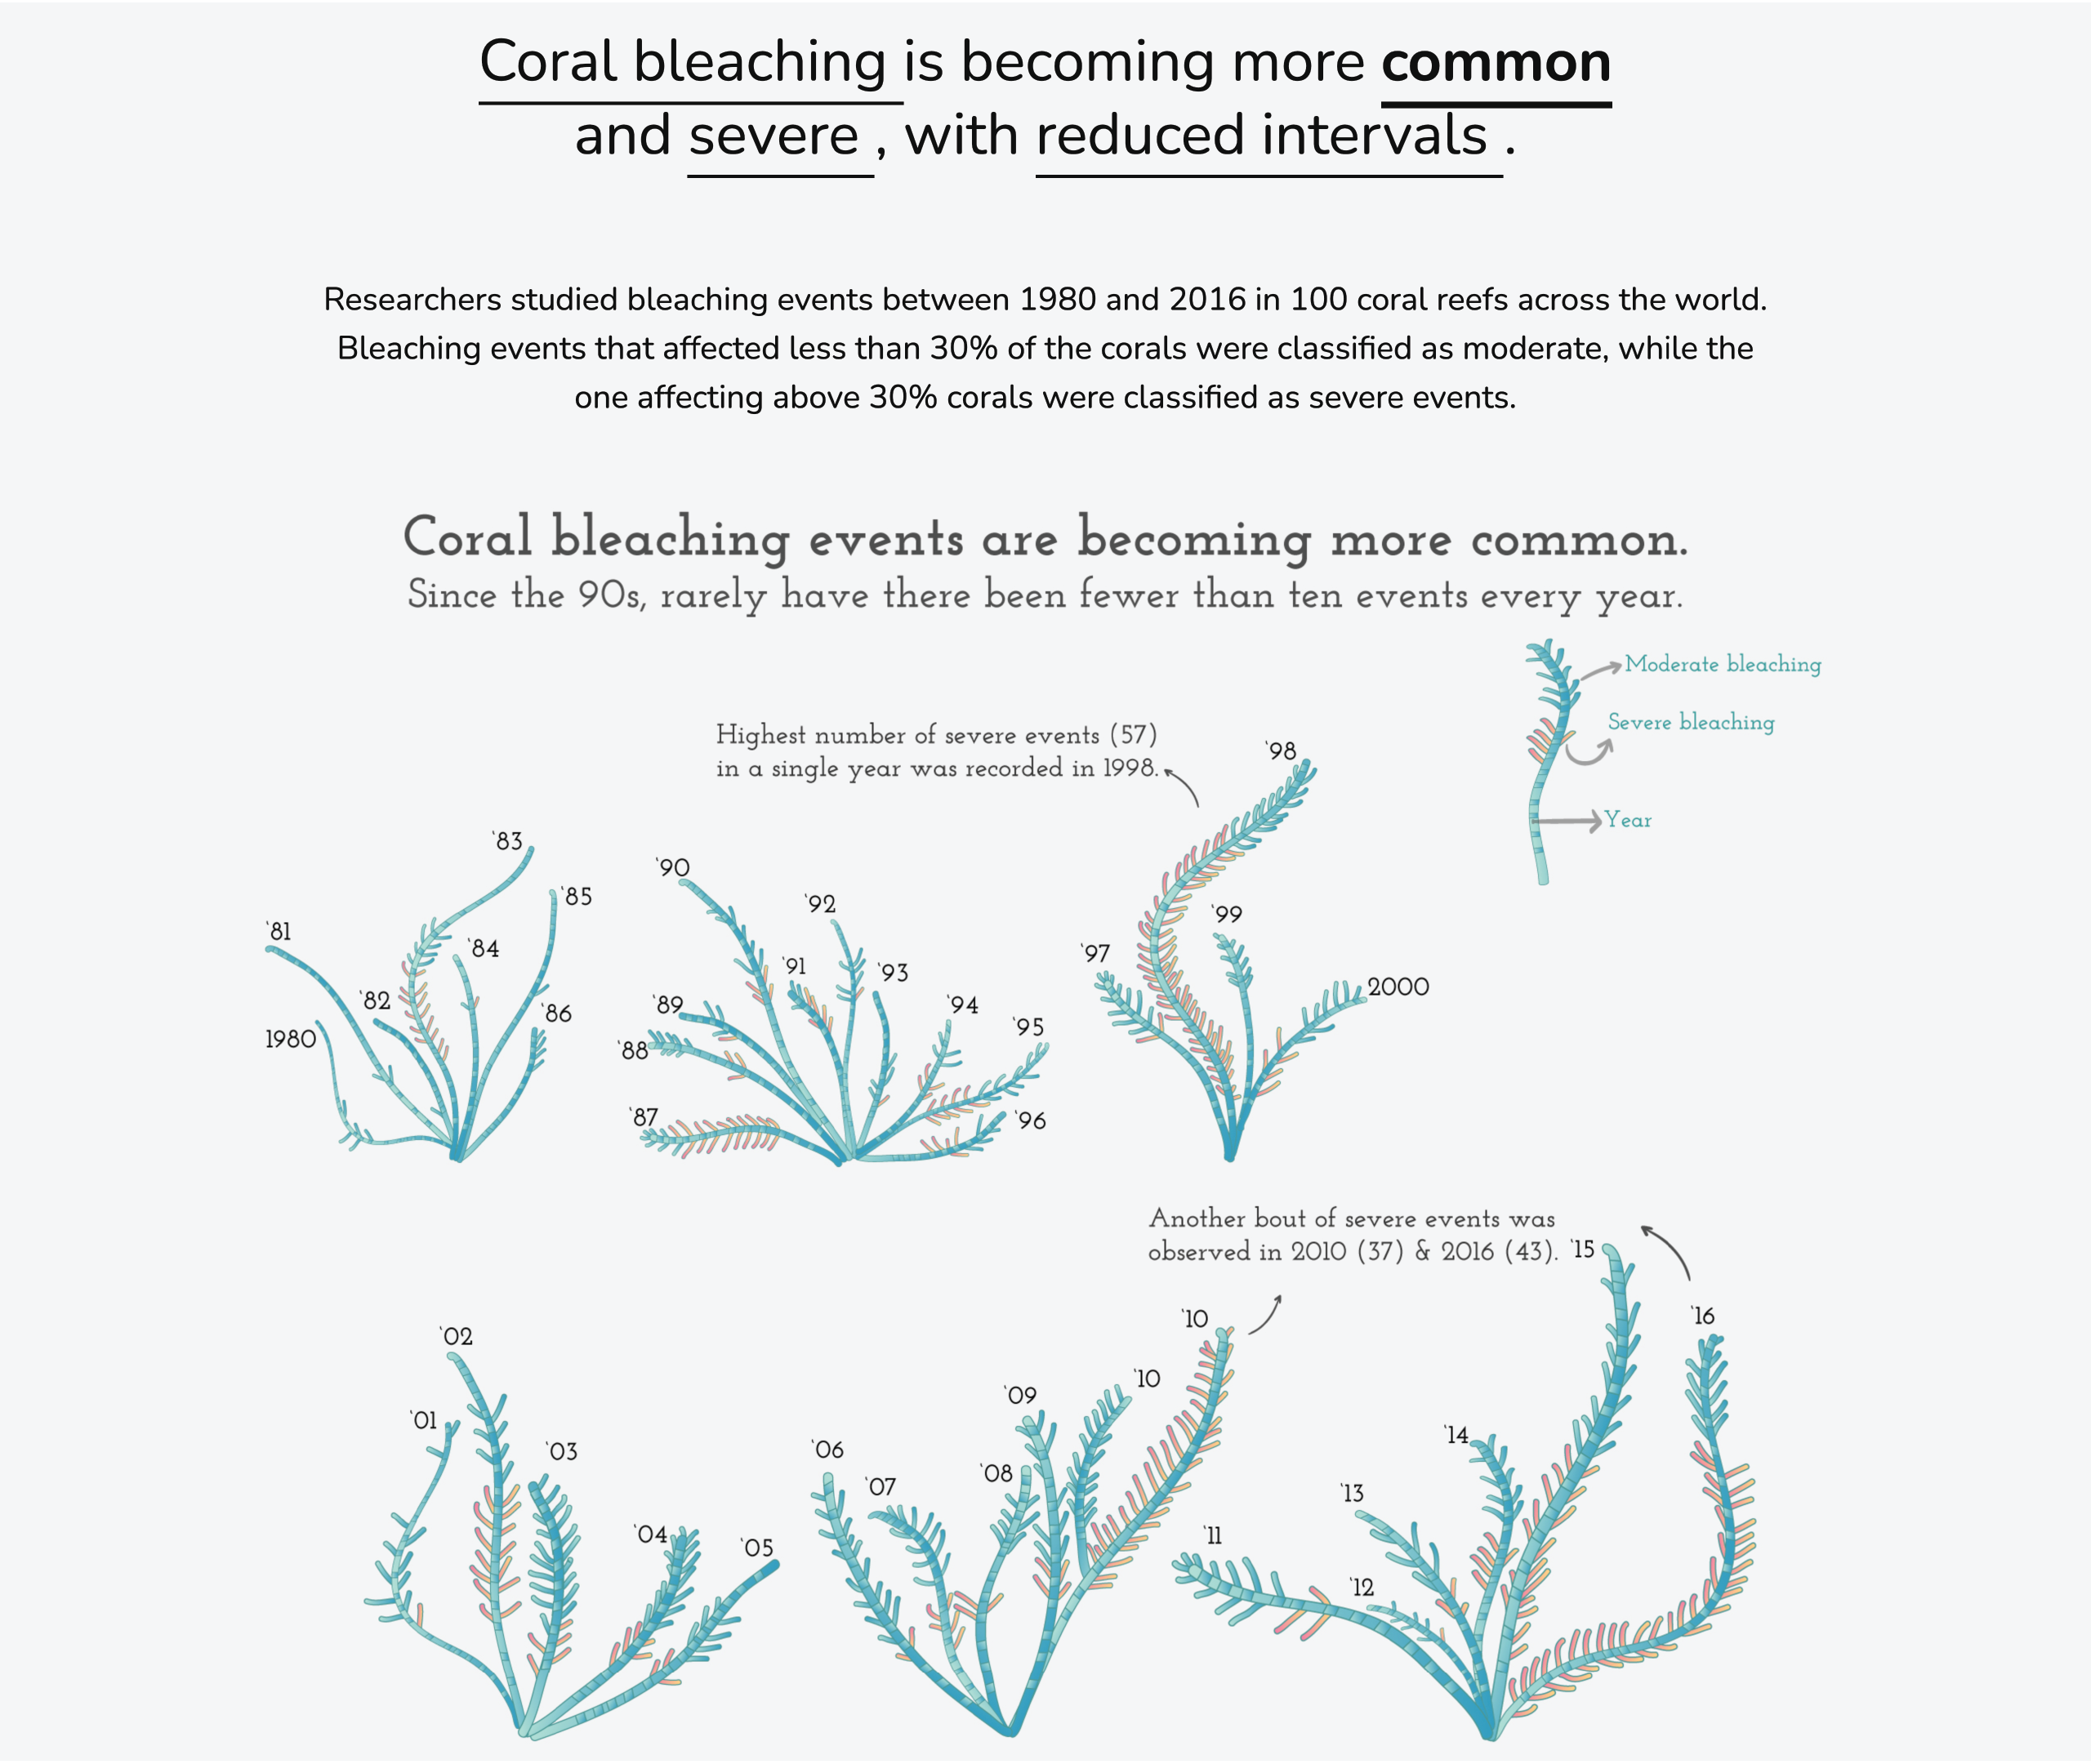 Coral bleaching is becoming more common
and severe , with reduced intervals .
Researchers studied bleaching events between 1980 and 2016 in 100 coral reefs across the world.
Bleaching events that affected less than 30% of the corals were classified as moderate, while the
one affecting above 30% corals were classified as severe events.
Coral bleaching events are becoming more common.
Since the 90s, rarely have there been fewer than ten events every year.
Moderate bleaching
Severe bleaching
Year
Highest number of severe events (57)
in a single year was recorded in 1998.
1980
'81
'82
'83
'84
'85
'86
'87
'88
'89
'90
'91
'92
'93
'94
'95
'96
'97
'98
'99
2000
Another bout of severe events was
observed in 2010 (37) & 2016 (43).
'01
'02
'03
'04
'05
'06
'07
'08
'09
'10
'10
'11
'12
'13
'14
'15
'16